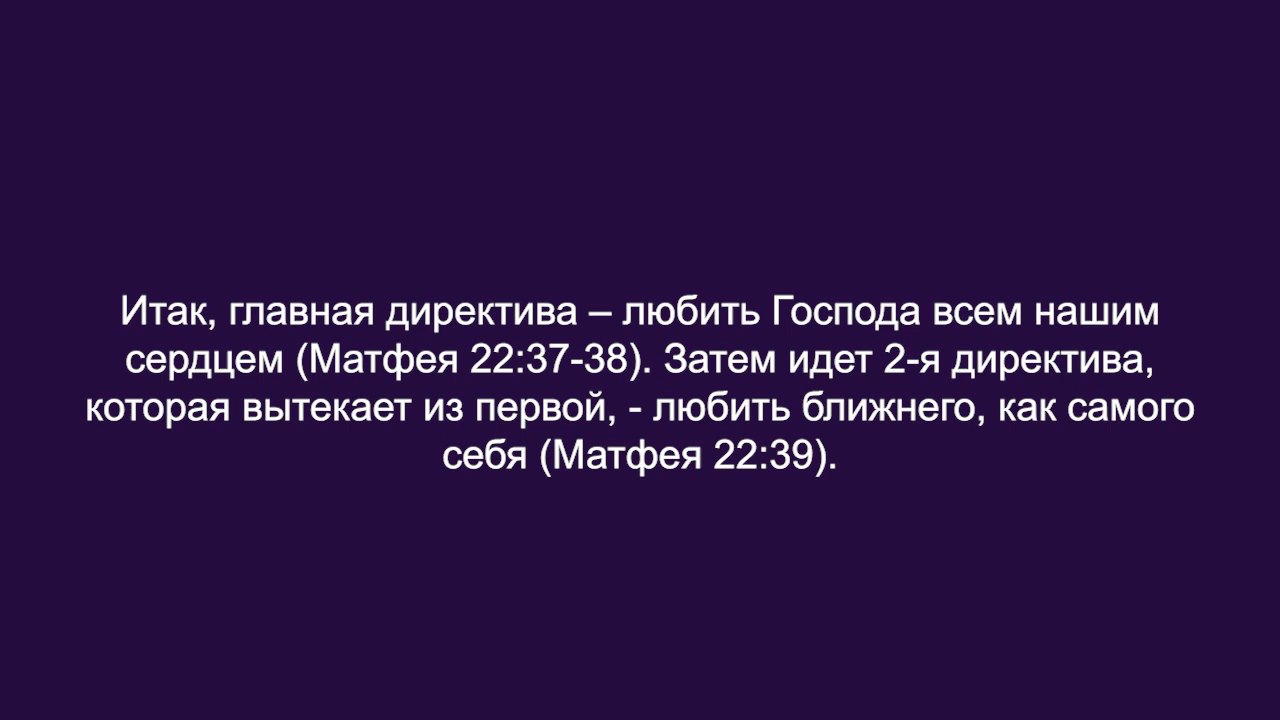 Итак, главная директива – любить Господа всем нашим
сердцем (Матфея 22:37-38). Затем идет 2-я директива,
которая вытекает из первой, - любить ближнего, как самого
себя (Матфея 22:39).